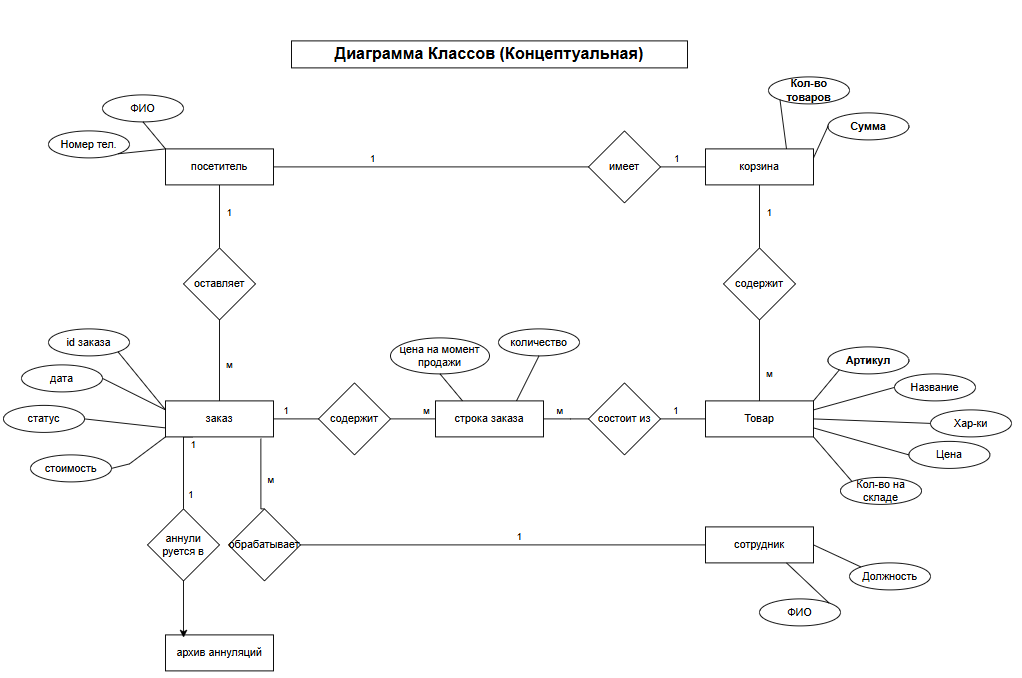 Диаграмма Классов (Концептуальная)
Кол-во
товаров
ФИО
Сумма
Номер тел.
1
1
посетитель
имеет
корзина
1
1
оставляет
содержит
id заказа
количество
цена на момент
продажи
м
м
Артикул
дата
Название
статус
заказ
1
содержит
м
строка заказа
м
состоит из
1
Товар
Хар-ки
1
Цена
стоимость
м
1
Кол-во на
складе
аннули
руется в
обрабатывает
1
сотрудник
Должность
ФИО
архив аннуляций